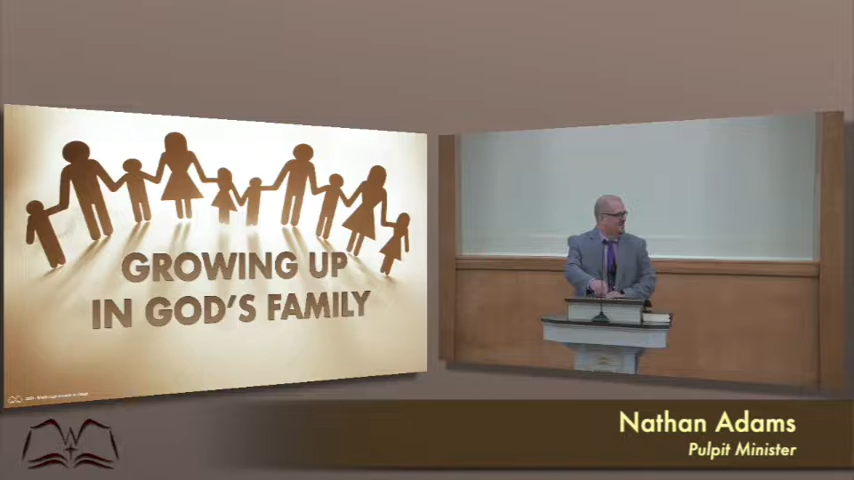 GROWING UP
IN GOD'S FAMILY
Nathan Adams
Pulpit Minister